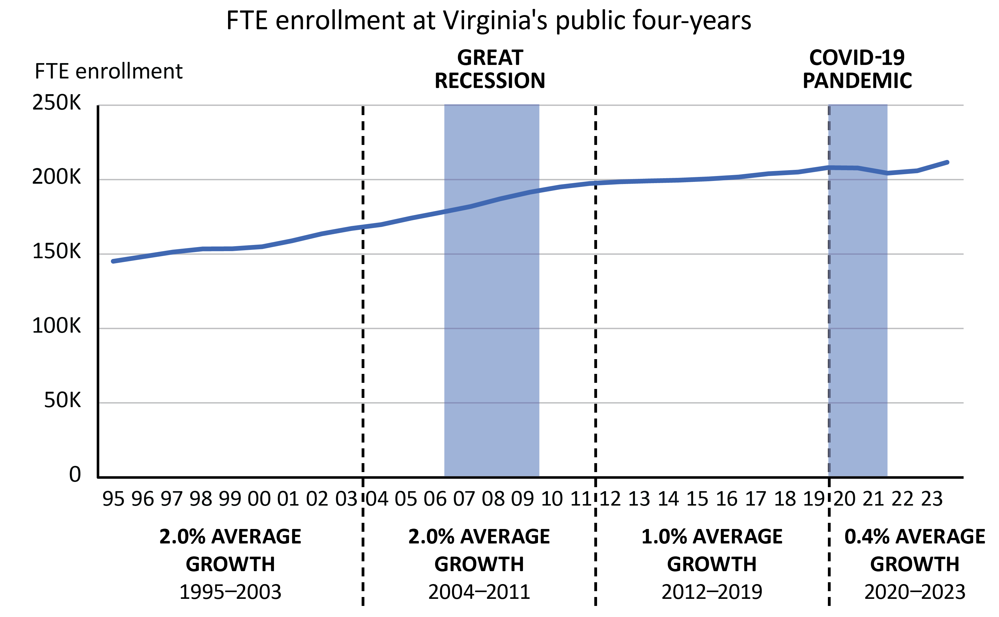 FTE enrollment at Virginia's public four-years
GREAT
RECESSION
COVID-19
PANDEMIC
FTE enrollment
250K
200K
150K
100K
50K
0
95 96 97 98 99 00 01 02 03 04 05 06 07 08 09 10 11 12 13 14 15 16 17 18 19 20 21 22 23
2.0% AVERAGE
GROWTH
1995–2003
2.0% AVERAGE
GROWTH
2004–2011
1.0% AVERAGE
GROWTH
2012–2019
0.4% AVERAGE
GROWTH
2020–2023